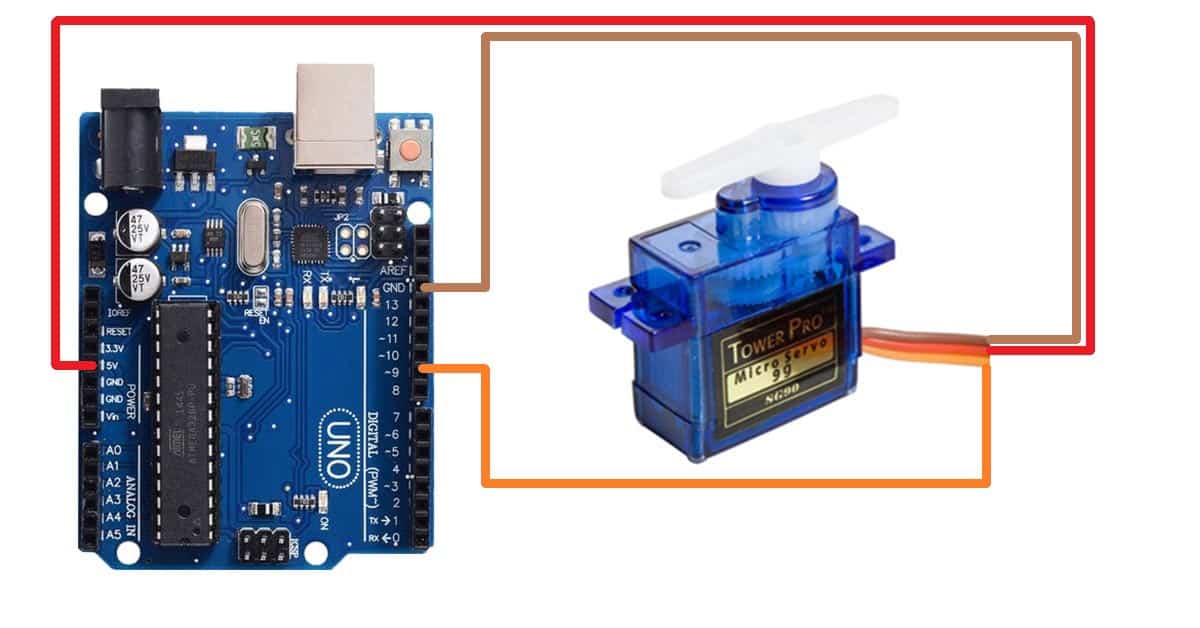 47
25V
VT
47
25V
VT
JP2
5X5
RX
TX
RESET
EN
IOREF
RESET
3.3V
5V
GND
GND
Vin
POWER
A0
A1
A2
A3
A4
A5
ANALOG IN
AREF
GND
13
12
~11
~10
~9
8
7
~6
~5
4
~3
2
TX→1
RX←0
DIGITAL (PWM~)
UNO
ON
ICSP
TOWER PRO
Micro Servo
99
SG90